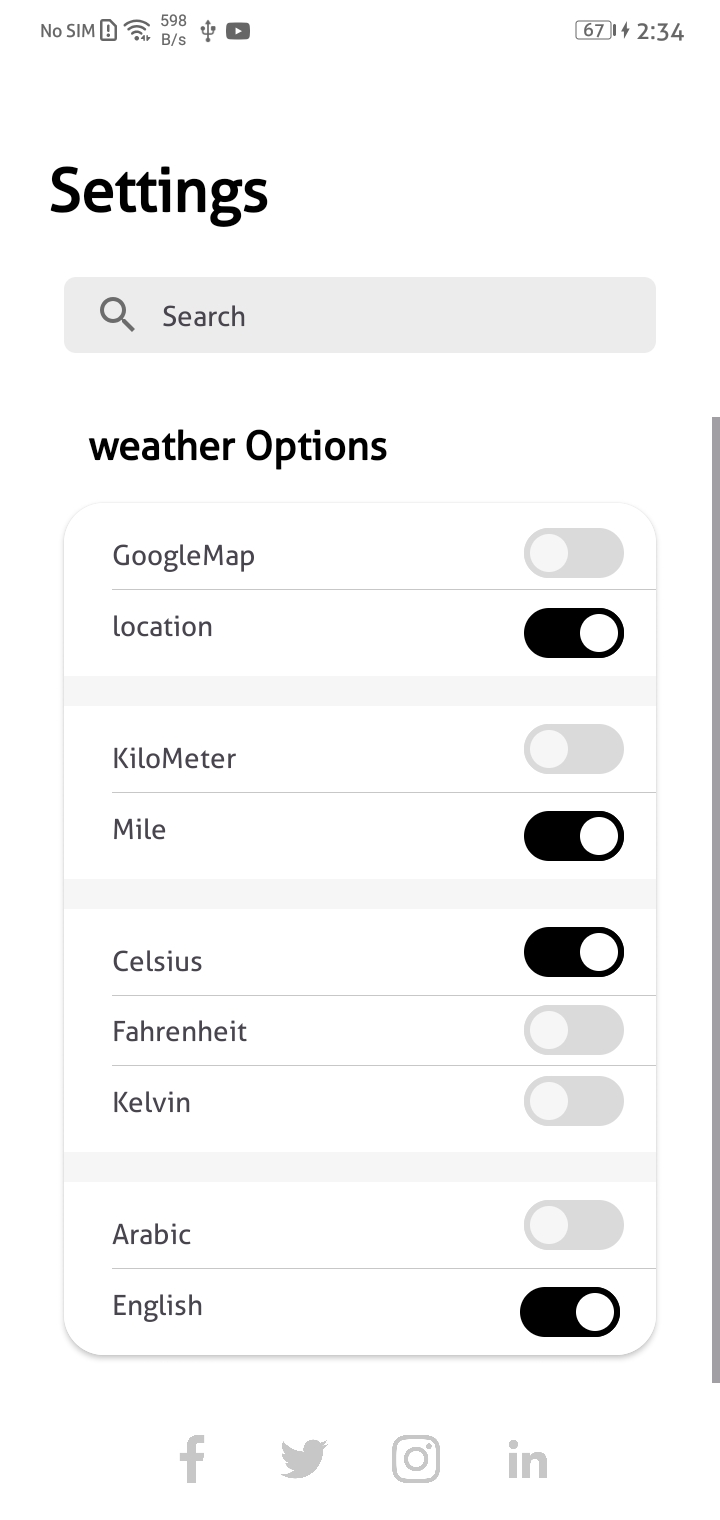 No SIM 598 B/s 67 2:34
Settings
Search
weather Options
GoogleMap
location
KiloMeter
Mile
Celsius
Fahrenheit
Kelvin
Arabic
English